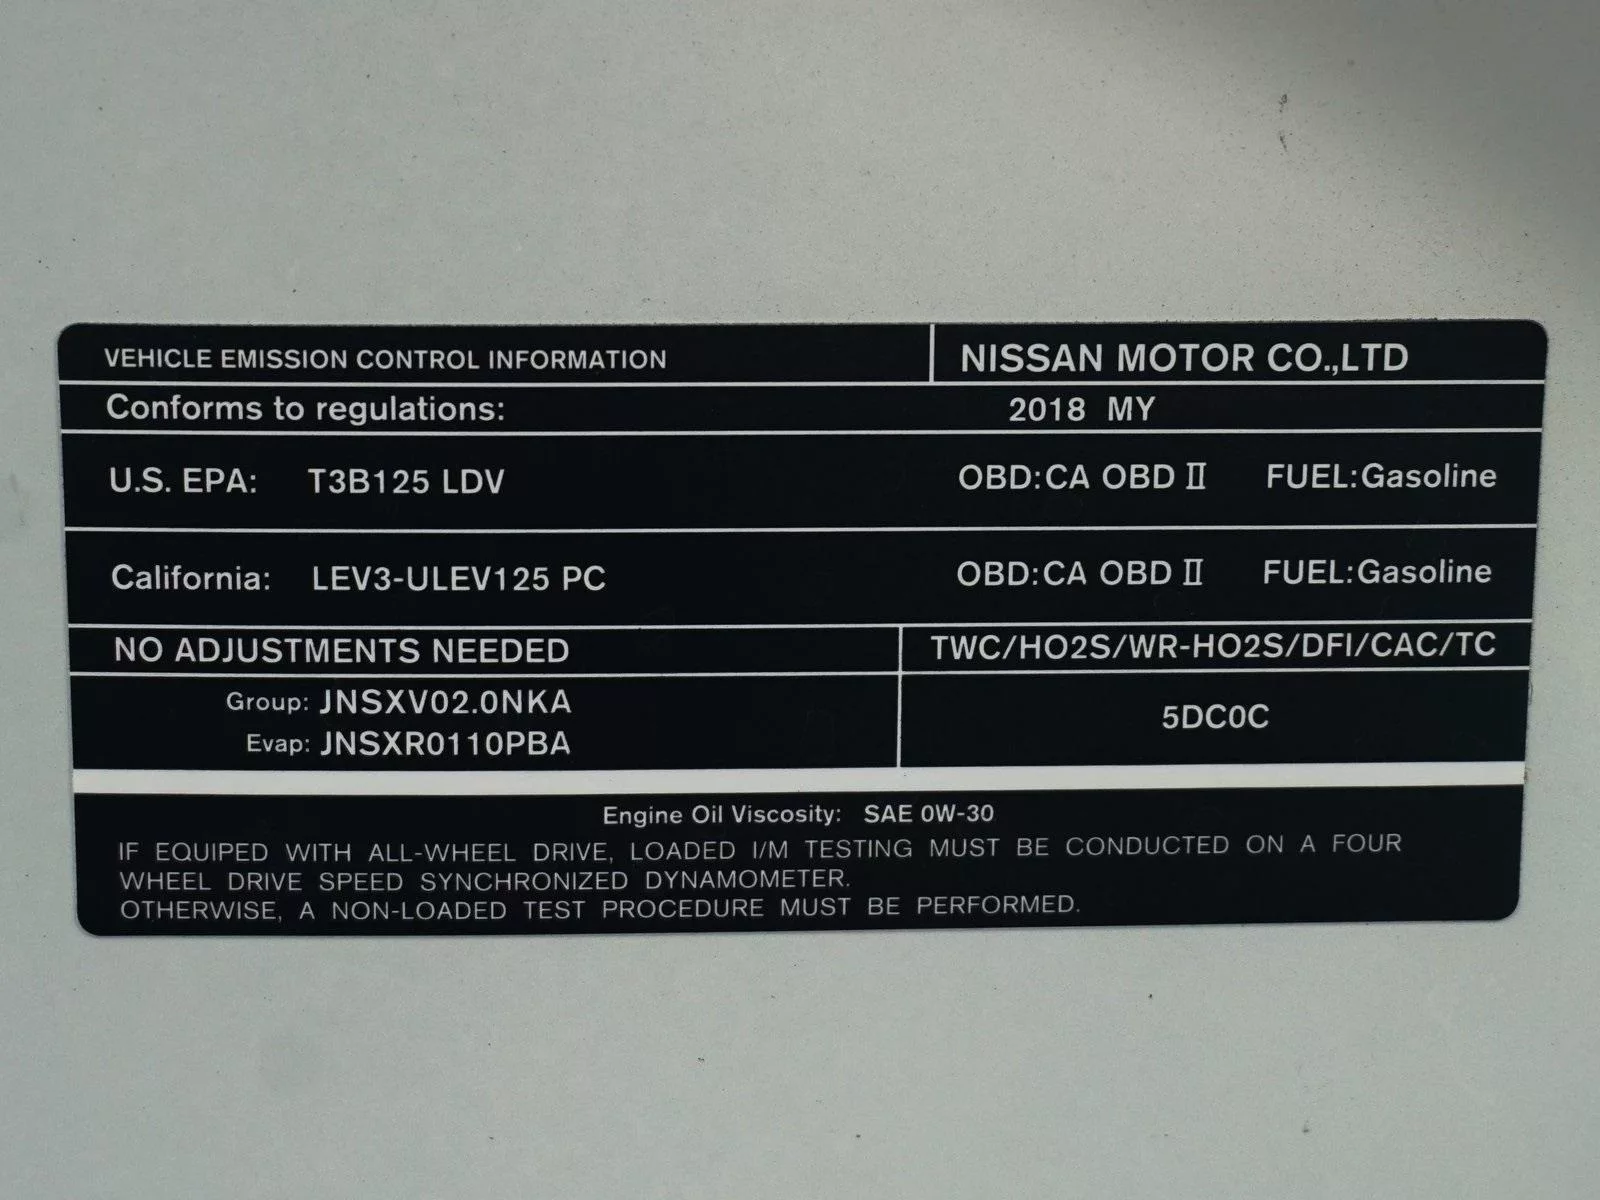 VEHICLE EMISSION CONTROL INFORMATION NISSAN MOTOR CO.,LTD
Conforms to regulations: 2018 MY
U.S. EPA: T3B125 LDV OBD:CA OBD Ⅱ FUEL:Gasoline
California: LEV3-ULEV125 PC OBD:CA OBD Ⅱ FUEL:Gasoline
NO ADJUSTMENTS NEEDED TWC/HO2S/WR-HO2S/DFI/CAC/TC
Group: JNSXV02.0NKA
5DC0C
Evap: JNSXR0110PBA
Engine Oil Viscosity: SAE 0W-30
IF EQUIPED WITH ALL-WHEEL DRIVE, LOADED I/M TESTING MUST BE CONDUCTED ON A FOUR
WHEEL DRIVE SPEED SYNCHRONIZED DYNAMOMETER.
OTHERWISE, A NON-LOADED TEST PROCEDURE MUST BE PERFORMED.